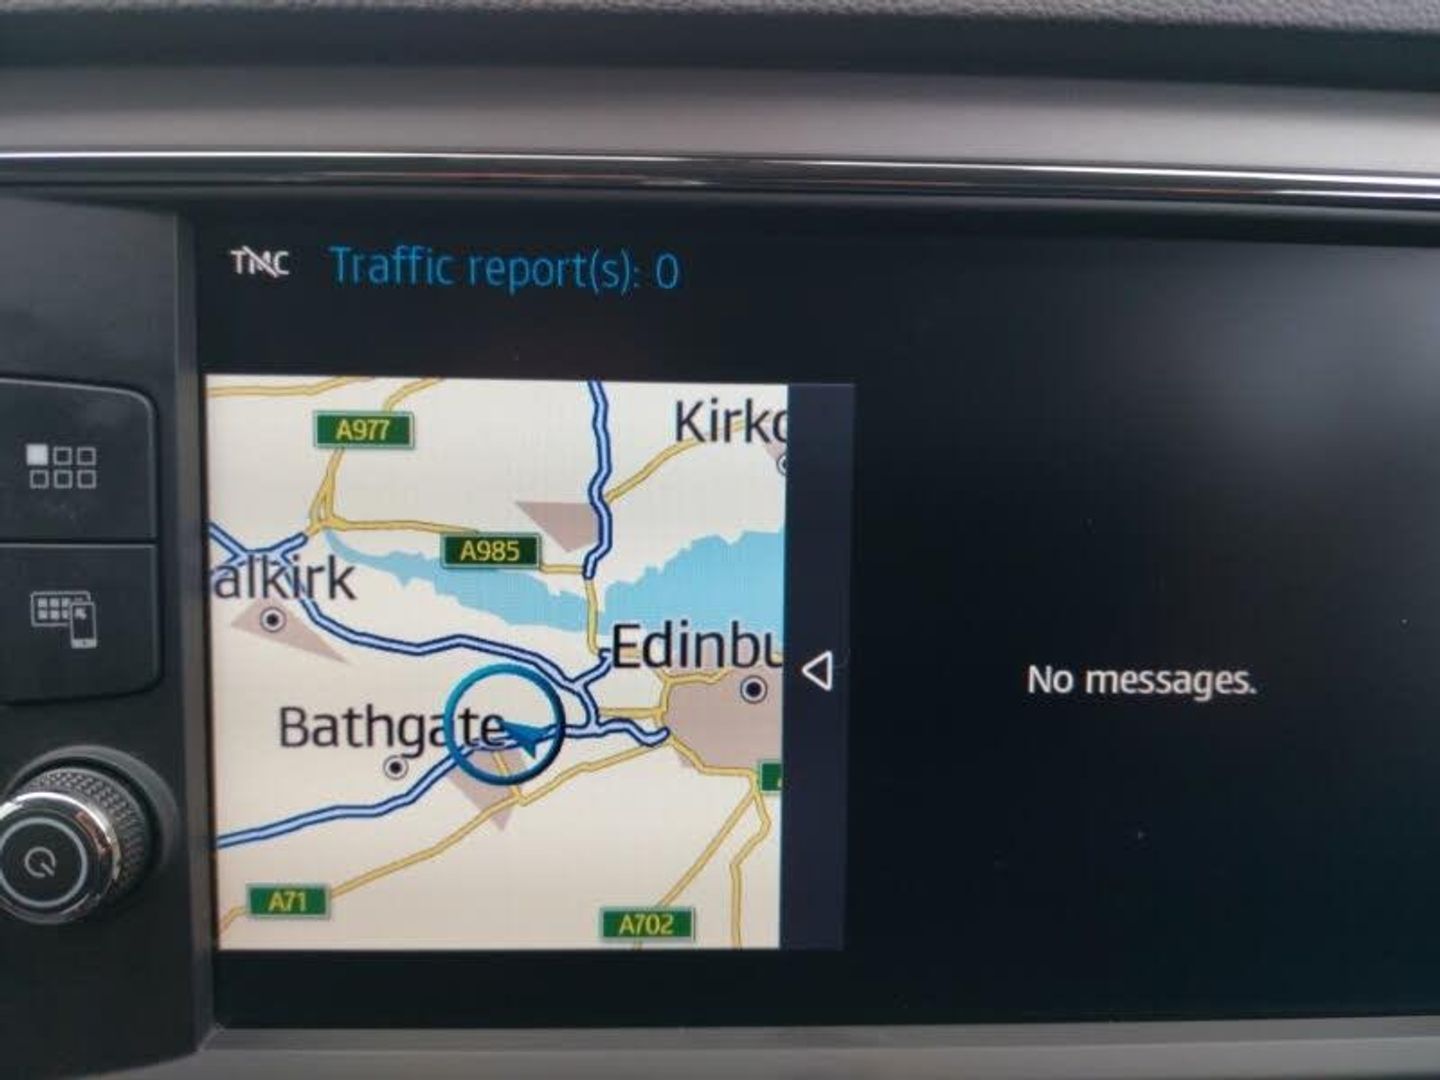 TMC Traffic report(s): 0
A977
Kirkc
A985
alkirk
Edinbu
Bathgate
No messages.
A71
A702